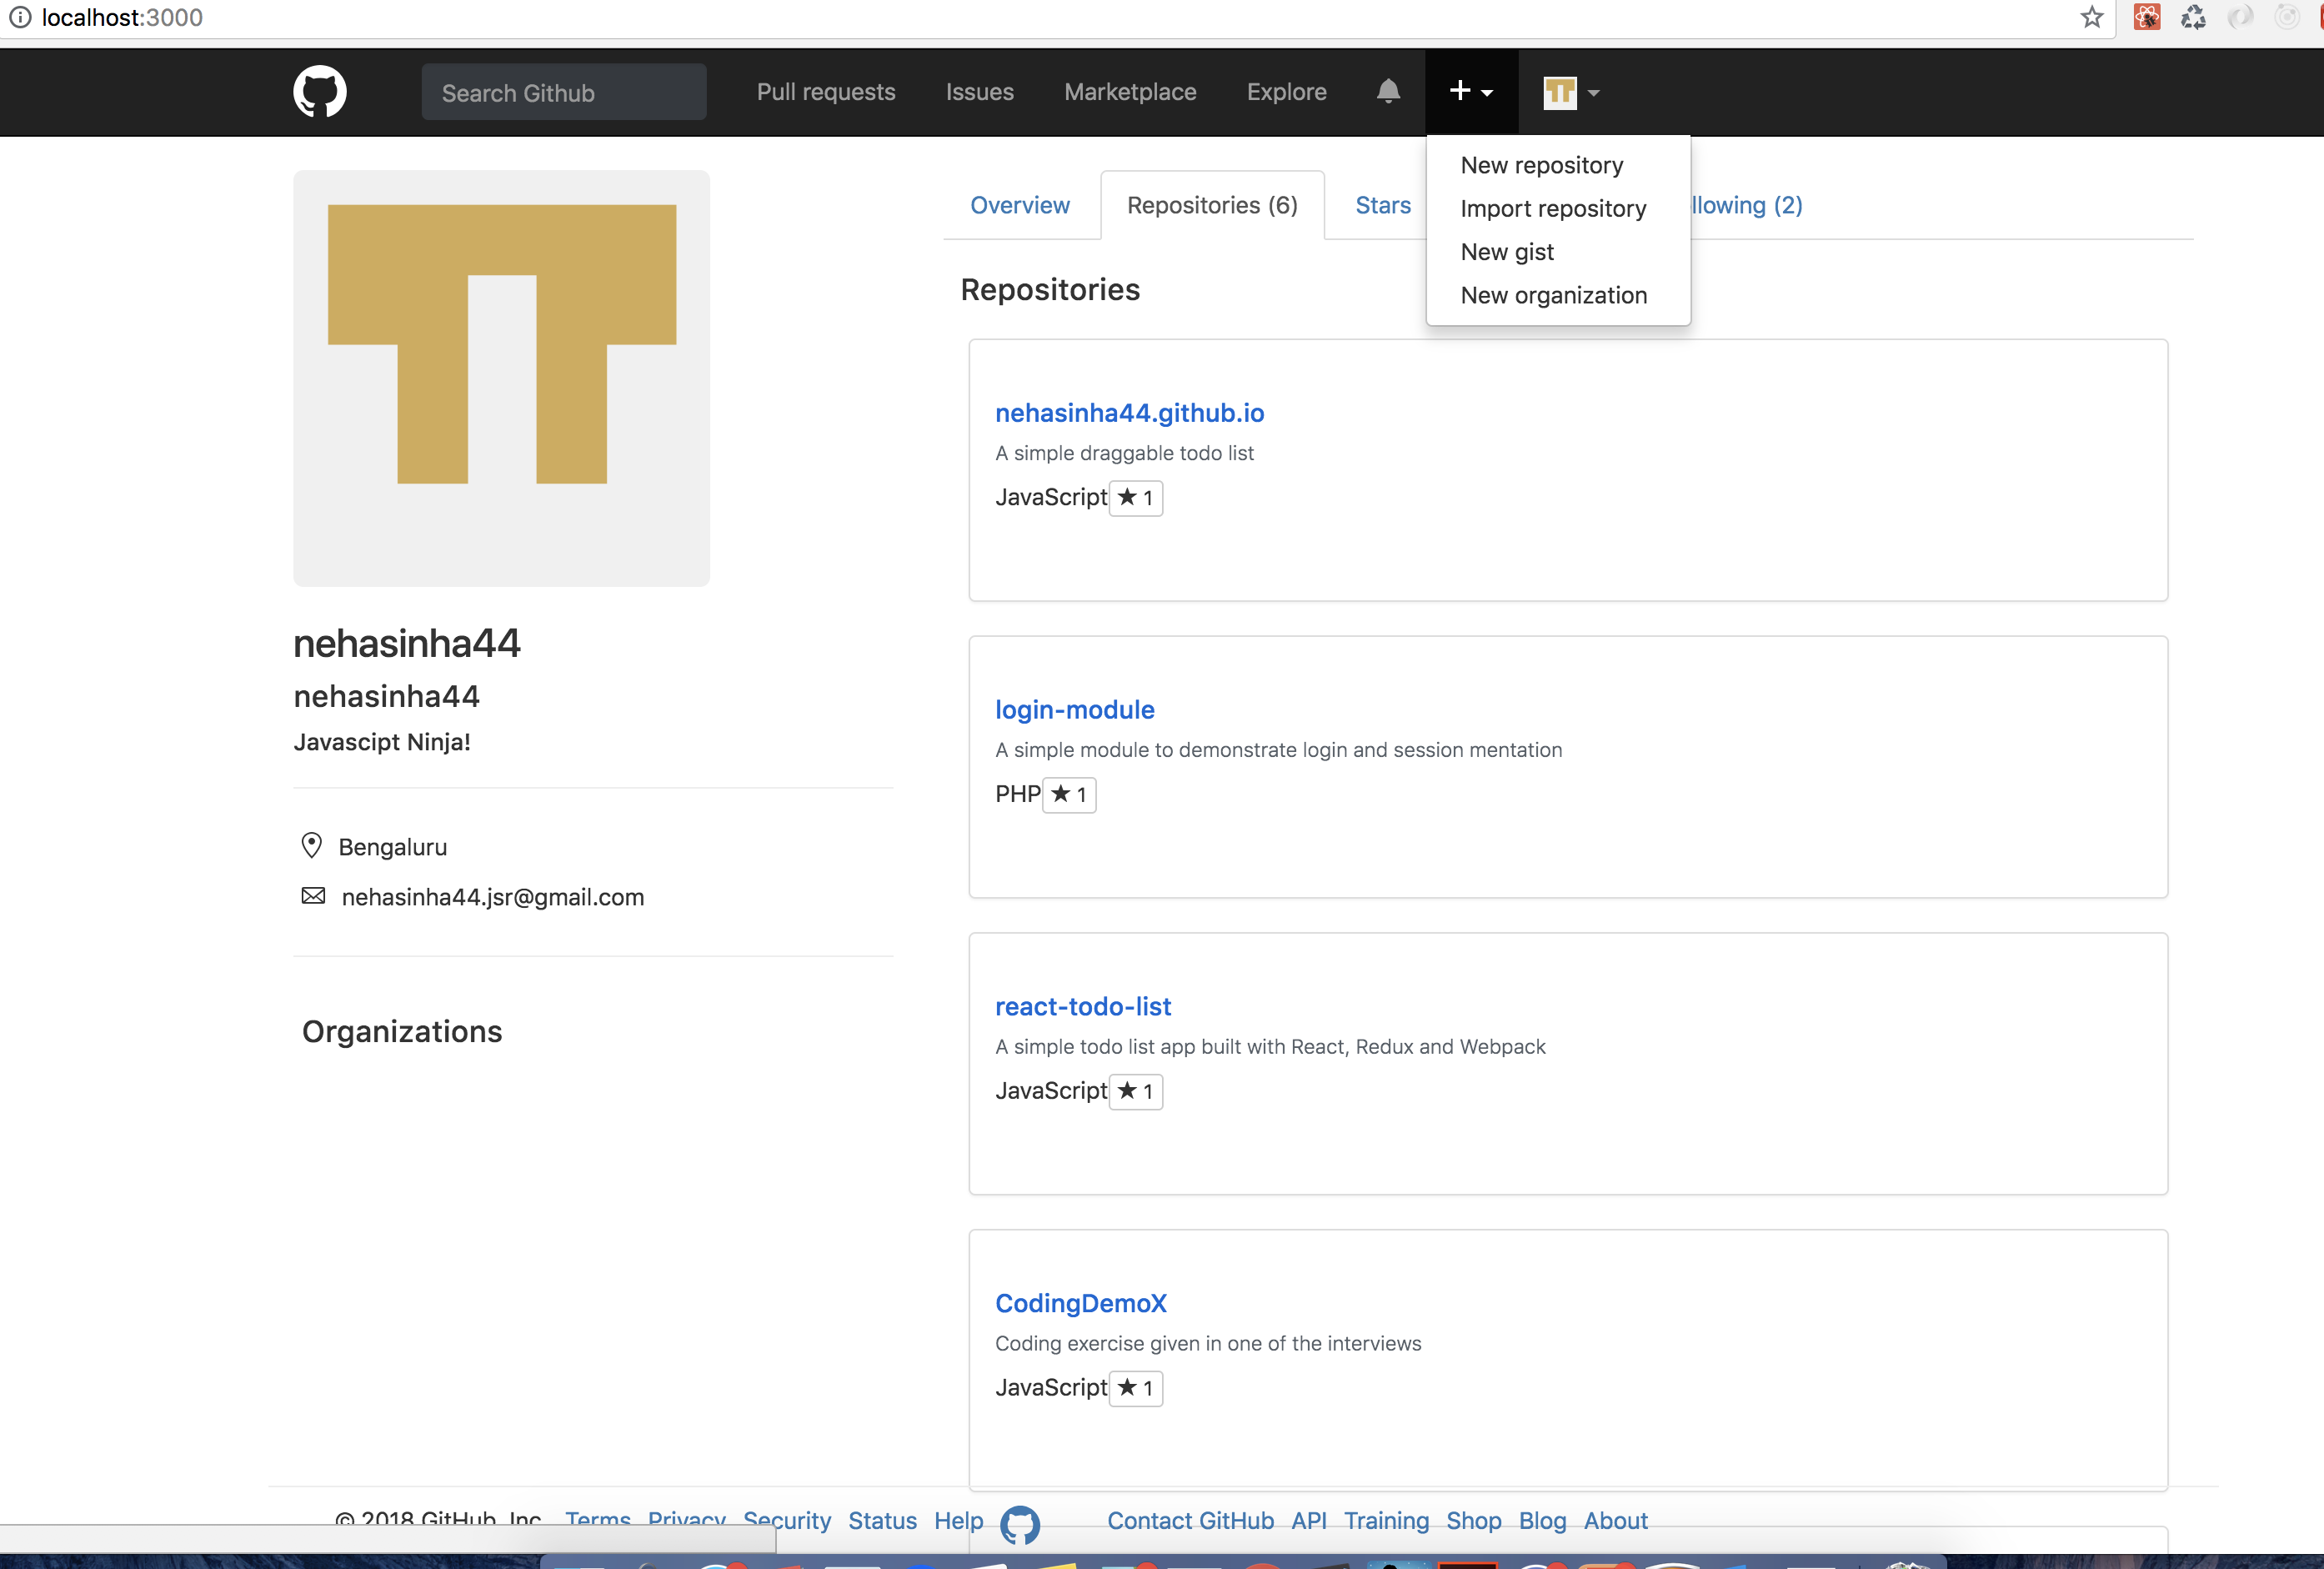 localhost:3000
Search Github Pull requests Issues Marketplace Explore
New repository
Import repository
New gist
New organization
Overview Repositories (6) Stars llowing (2)
Repositories
nehasinha44.github.io
A simple draggable todo list
JavaScript ★ 1
nehasinha44
nehasinha44
Javascipt Ninja!
Bengaluru
nehasinha44.jsr@gmail.com
Organizations
login-module
A simple module to demonstrate login and session mentation
PHP ★ 1
react-todo-list
A simple todo list app built with React, Redux and Webpack
JavaScript ★ 1
CodingDemoX
Coding exercise given in one of the interviews
JavaScript ★ 1
© 2018 GitHub, Inc Terms Privacy Security Status Help Contact GitHub API Training Shop Blog About